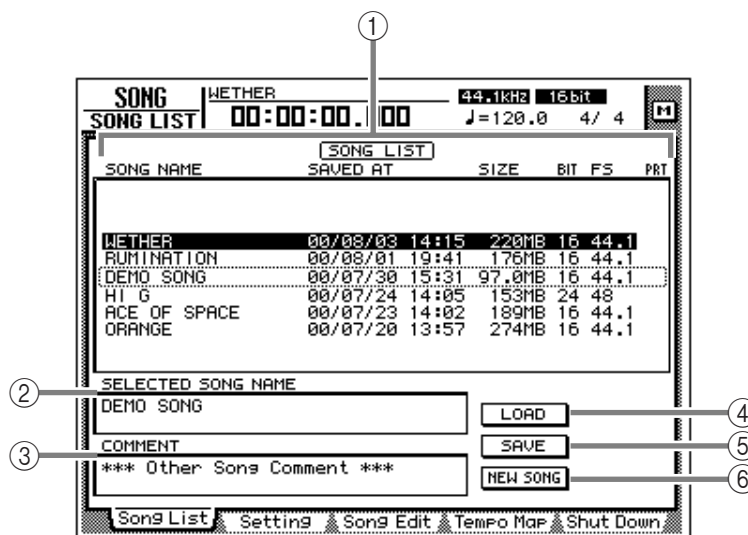 ①
SONG
SONG LIST
WETHER
00:00:00.000
44.1kHz 16bit
♩=120.0 4/ 4
M
SONG LIST
SONG NAME SAVED AT SIZE BIT FS PRT
WETHER 00/08/03 14:15 220MB 16 44.1
RUMINATION 00/08/01 19:41 176MB 16 44.1
DEMO SONG 00/07/30 15:31 97.0MB 16 44.1
HI G 00/07/24 14:05 153MB 24 48
ACE OF SPACE 00/07/23 14:02 189MB 16 44.1
ORANGE 00/07/20 13:57 274MB 16 44.1
② SELECTED SONG NAME
DEMO SONG
LOAD ④
③ COMMENT
*** Other Song Comment ***
SAVE ⑤
NEW SONG ⑥
Song List Setting Song Edit Tempo Map Shut Down